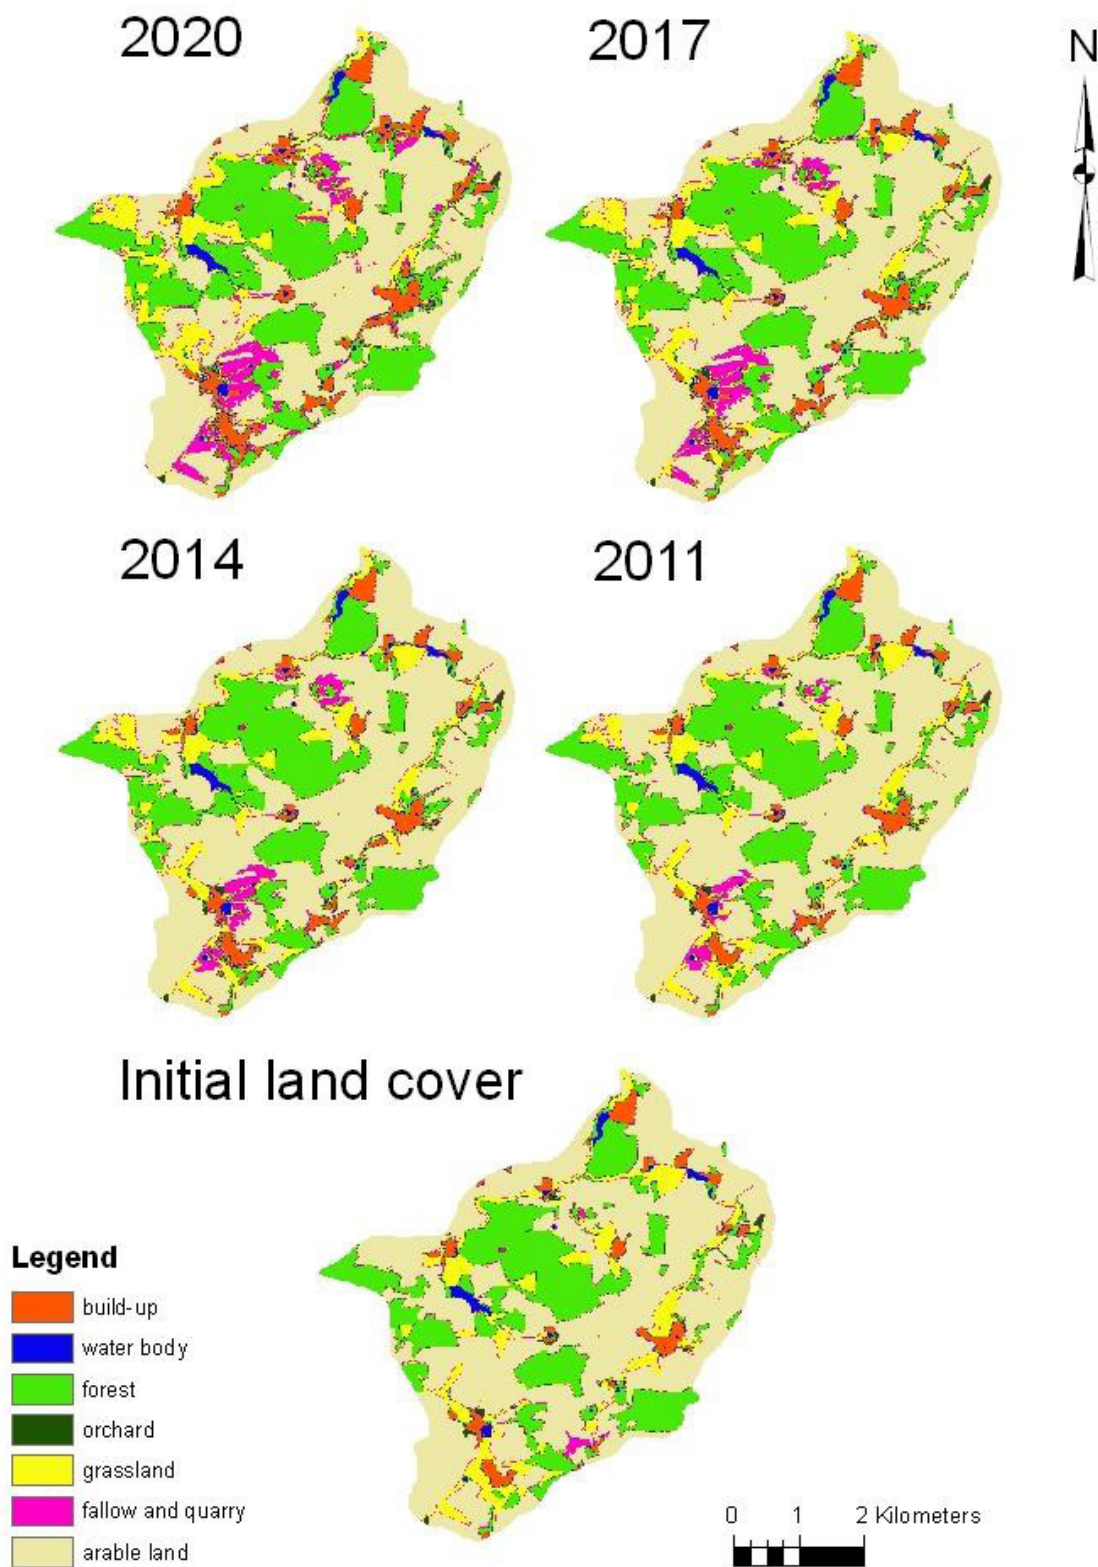 2020
2017
N
2014
2011
Initial land cover
Legend
build-up
water body
forest
orchard
grassland
fallow and quarry
arable land
0 1 2 Kilometers